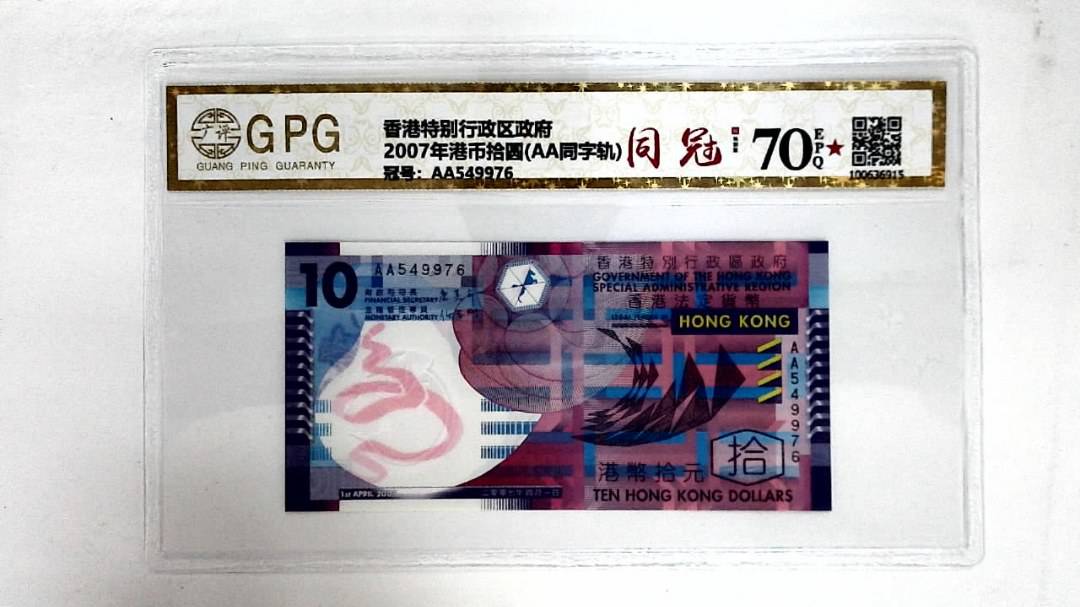 广评
GPG
GUANG PING GUARANTY
香港特别行政区政府
2007年港币拾圆(AA同字轨)
冠号: AA549976
同冠
70
EPQ
100636915
10
AA549976
FINANCIAL SECRETARY
MONETARY AUTHORITY
香港特別行政區政府
GOVERNMENT OF THE HONG KONG
SPECIAL ADMINISTRATIVE REGION
香港法定貨幣
HONG KONG
AA549976
港幣拾元
拾
TEN HONG KONG DOLLARS
1st APRIL 200
二零零七年四月一日